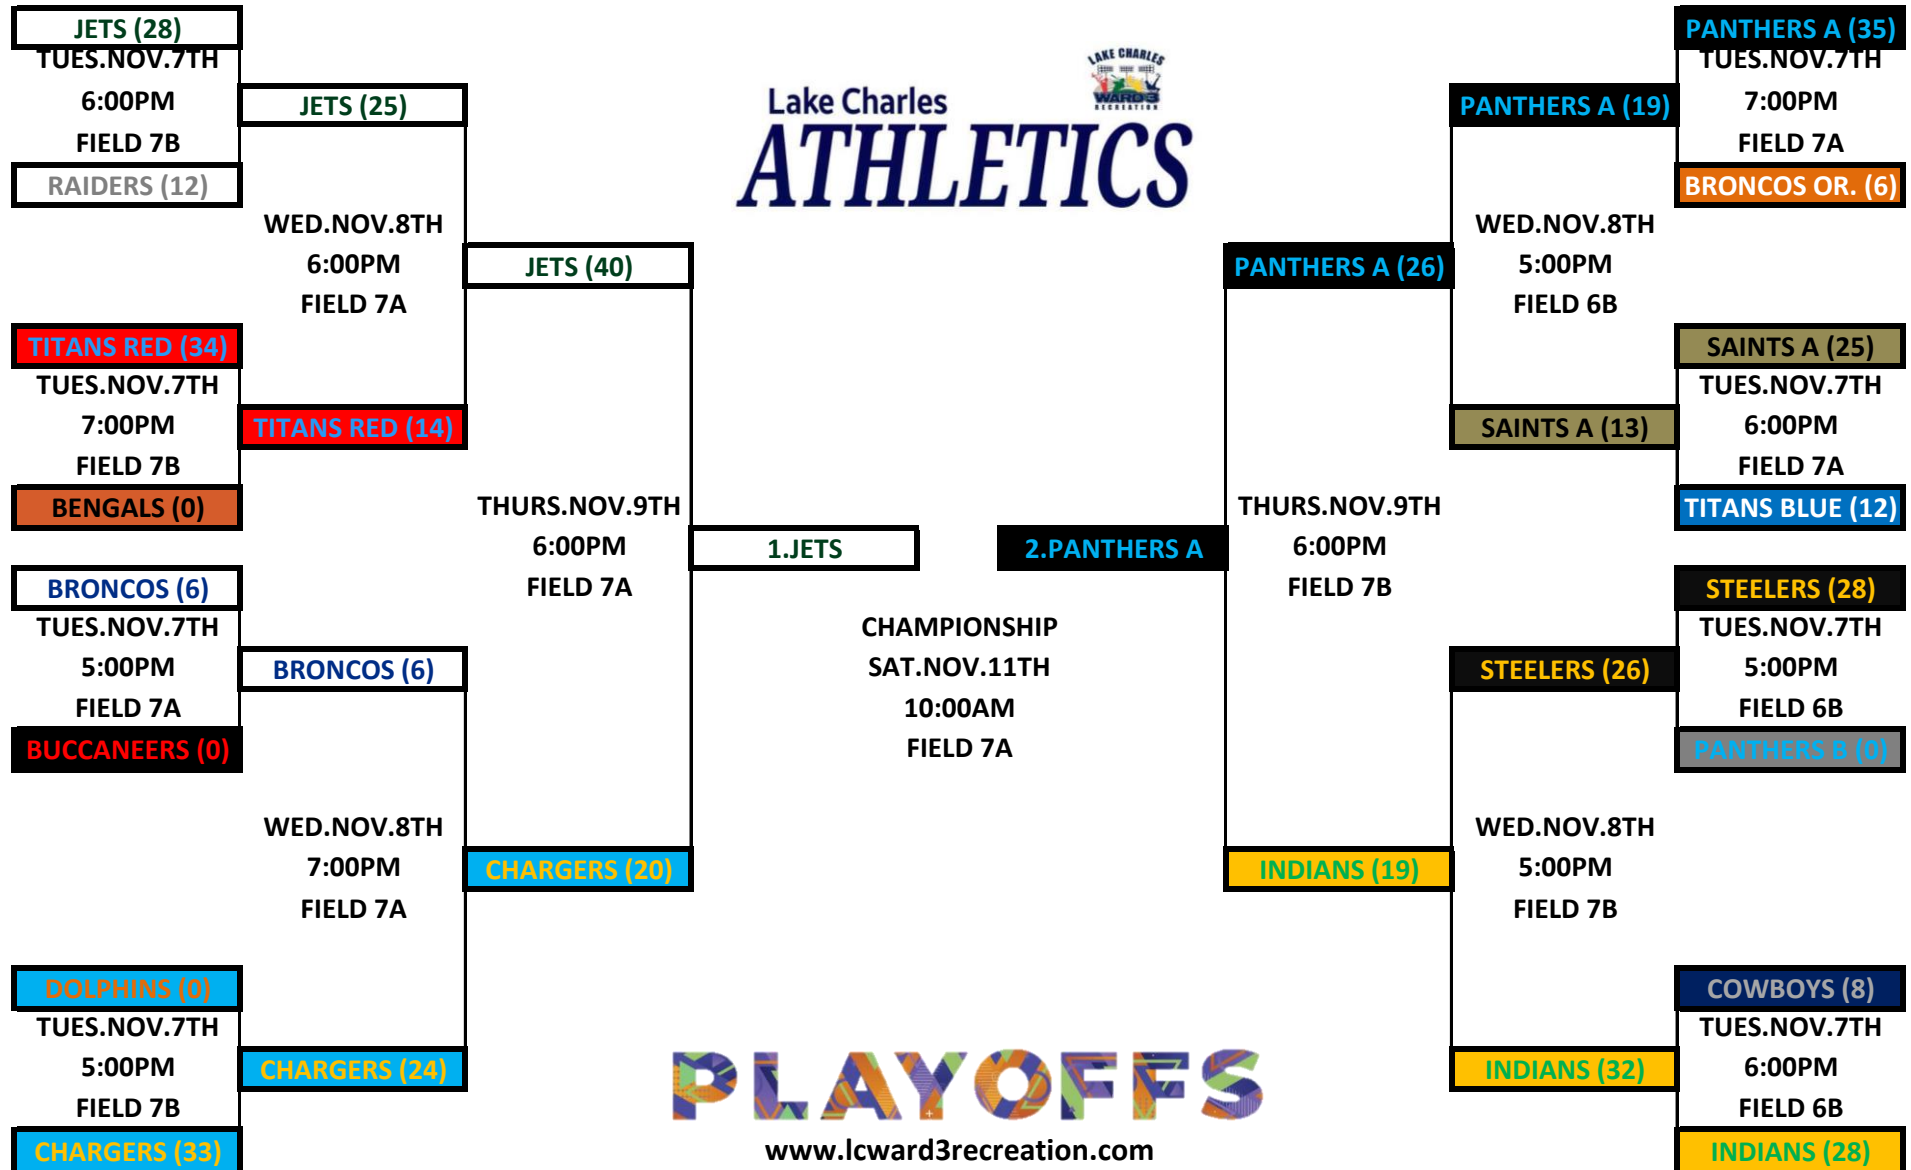 JETS (28)
TUES.NOV.7TH
6:00PM
FIELD 7B
RAIDERS (12)
JETS (25)
WED.NOV.8TH
6:00PM
FIELD 7A
TITANS RED (34)
TUES.NOV.7TH
7:00PM
FIELD 7B
BENGALS (0)
TITANS RED (14)
JETS (40)
THURS.NOV.9TH
6:00PM
FIELD 7A
BRONCOS (6)
TUES.NOV.7TH
5:00PM
FIELD 7A
BUCCANEERS (0)
BRONCOS (6)
WED.NOV.8TH
7:00PM
FIELD 7A
CHARGERS (20)
DOLPHINS (0)
TUES.NOV.7TH
5:00PM
FIELD 7B
CHARGERS (33)
CHARGERS (24)
Lake Charles
ATHLETICS
LAKE CHARLES
WARD 3
RECREATION
1.JETS
2.PANTHERS A
CHAMPIONSHIP
SAT.NOV.11TH
10:00AM
FIELD 7A
PLAYOFFS
www.lcward3recreation.com
PANTHERS A (26)
THURS.NOV.9TH
6:00PM
FIELD 7B
INDIANS (19)
PANTHERS A (19)
WED.NOV.8TH
5:00PM
FIELD 6B
SAINTS A (13)
STEELERS (26)
WED.NOV.8TH
5:00PM
FIELD 7B
INDIANS (32)
PANTHERS A (35)
TUES.NOV.7TH
7:00PM
FIELD 7A
BRONCOS OR. (6)
SAINTS A (25)
TUES.NOV.7TH
6:00PM
FIELD 7A
TITANS BLUE (12)
STEELERS (28)
TUES.NOV.7TH
5:00PM
FIELD 6B
PANTHERS B (0)
COWBOYS (8)
TUES.NOV.7TH
6:00PM
FIELD 6B
INDIANS (28)